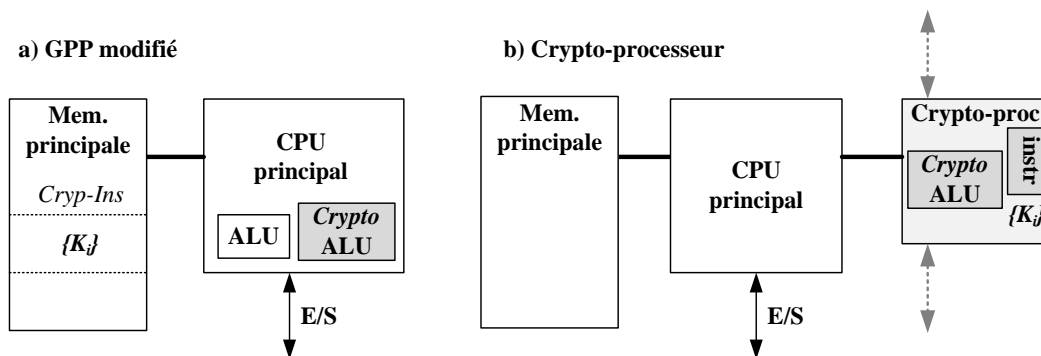 a) GPP modifié
Mem.
principale
Cryp-Ins
{Ki}
CPU
principal
ALU
Crypto
ALU
E/S
b) Crypto-processeur
Mem.
principale
CPU
principal
E/S
Crypto-proc
Crypto
ALU
instr
{Ki}